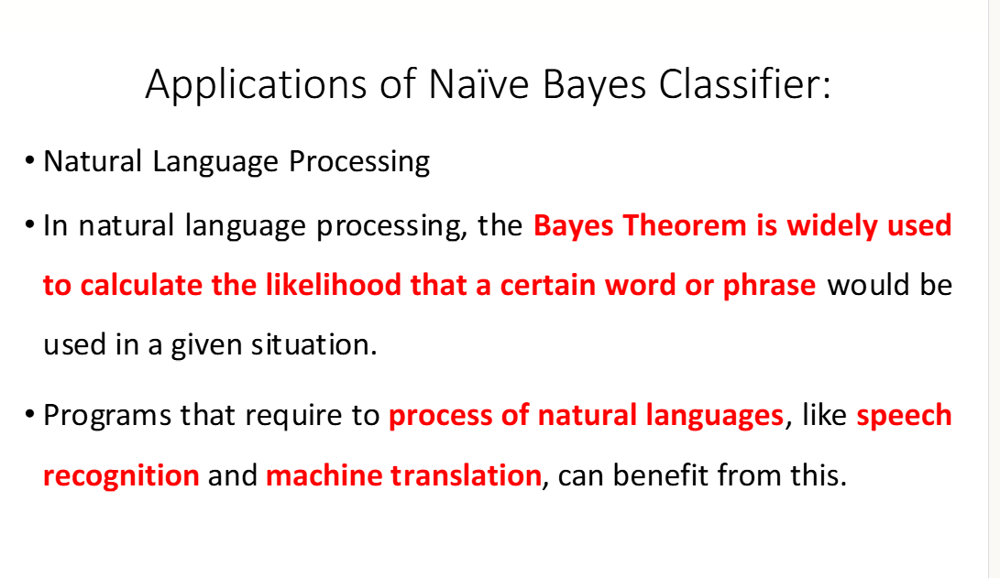 Applications of Naïve Bayes Classifier:
• Natural Language Processing
• In natural language processing, the Bayes Theorem is widely used
to calculate the likelihood that a certain word or phrase would be
used in a given situation.
• Programs that require to process of natural languages, like speech
recognition and machine translation, can benefit from this.